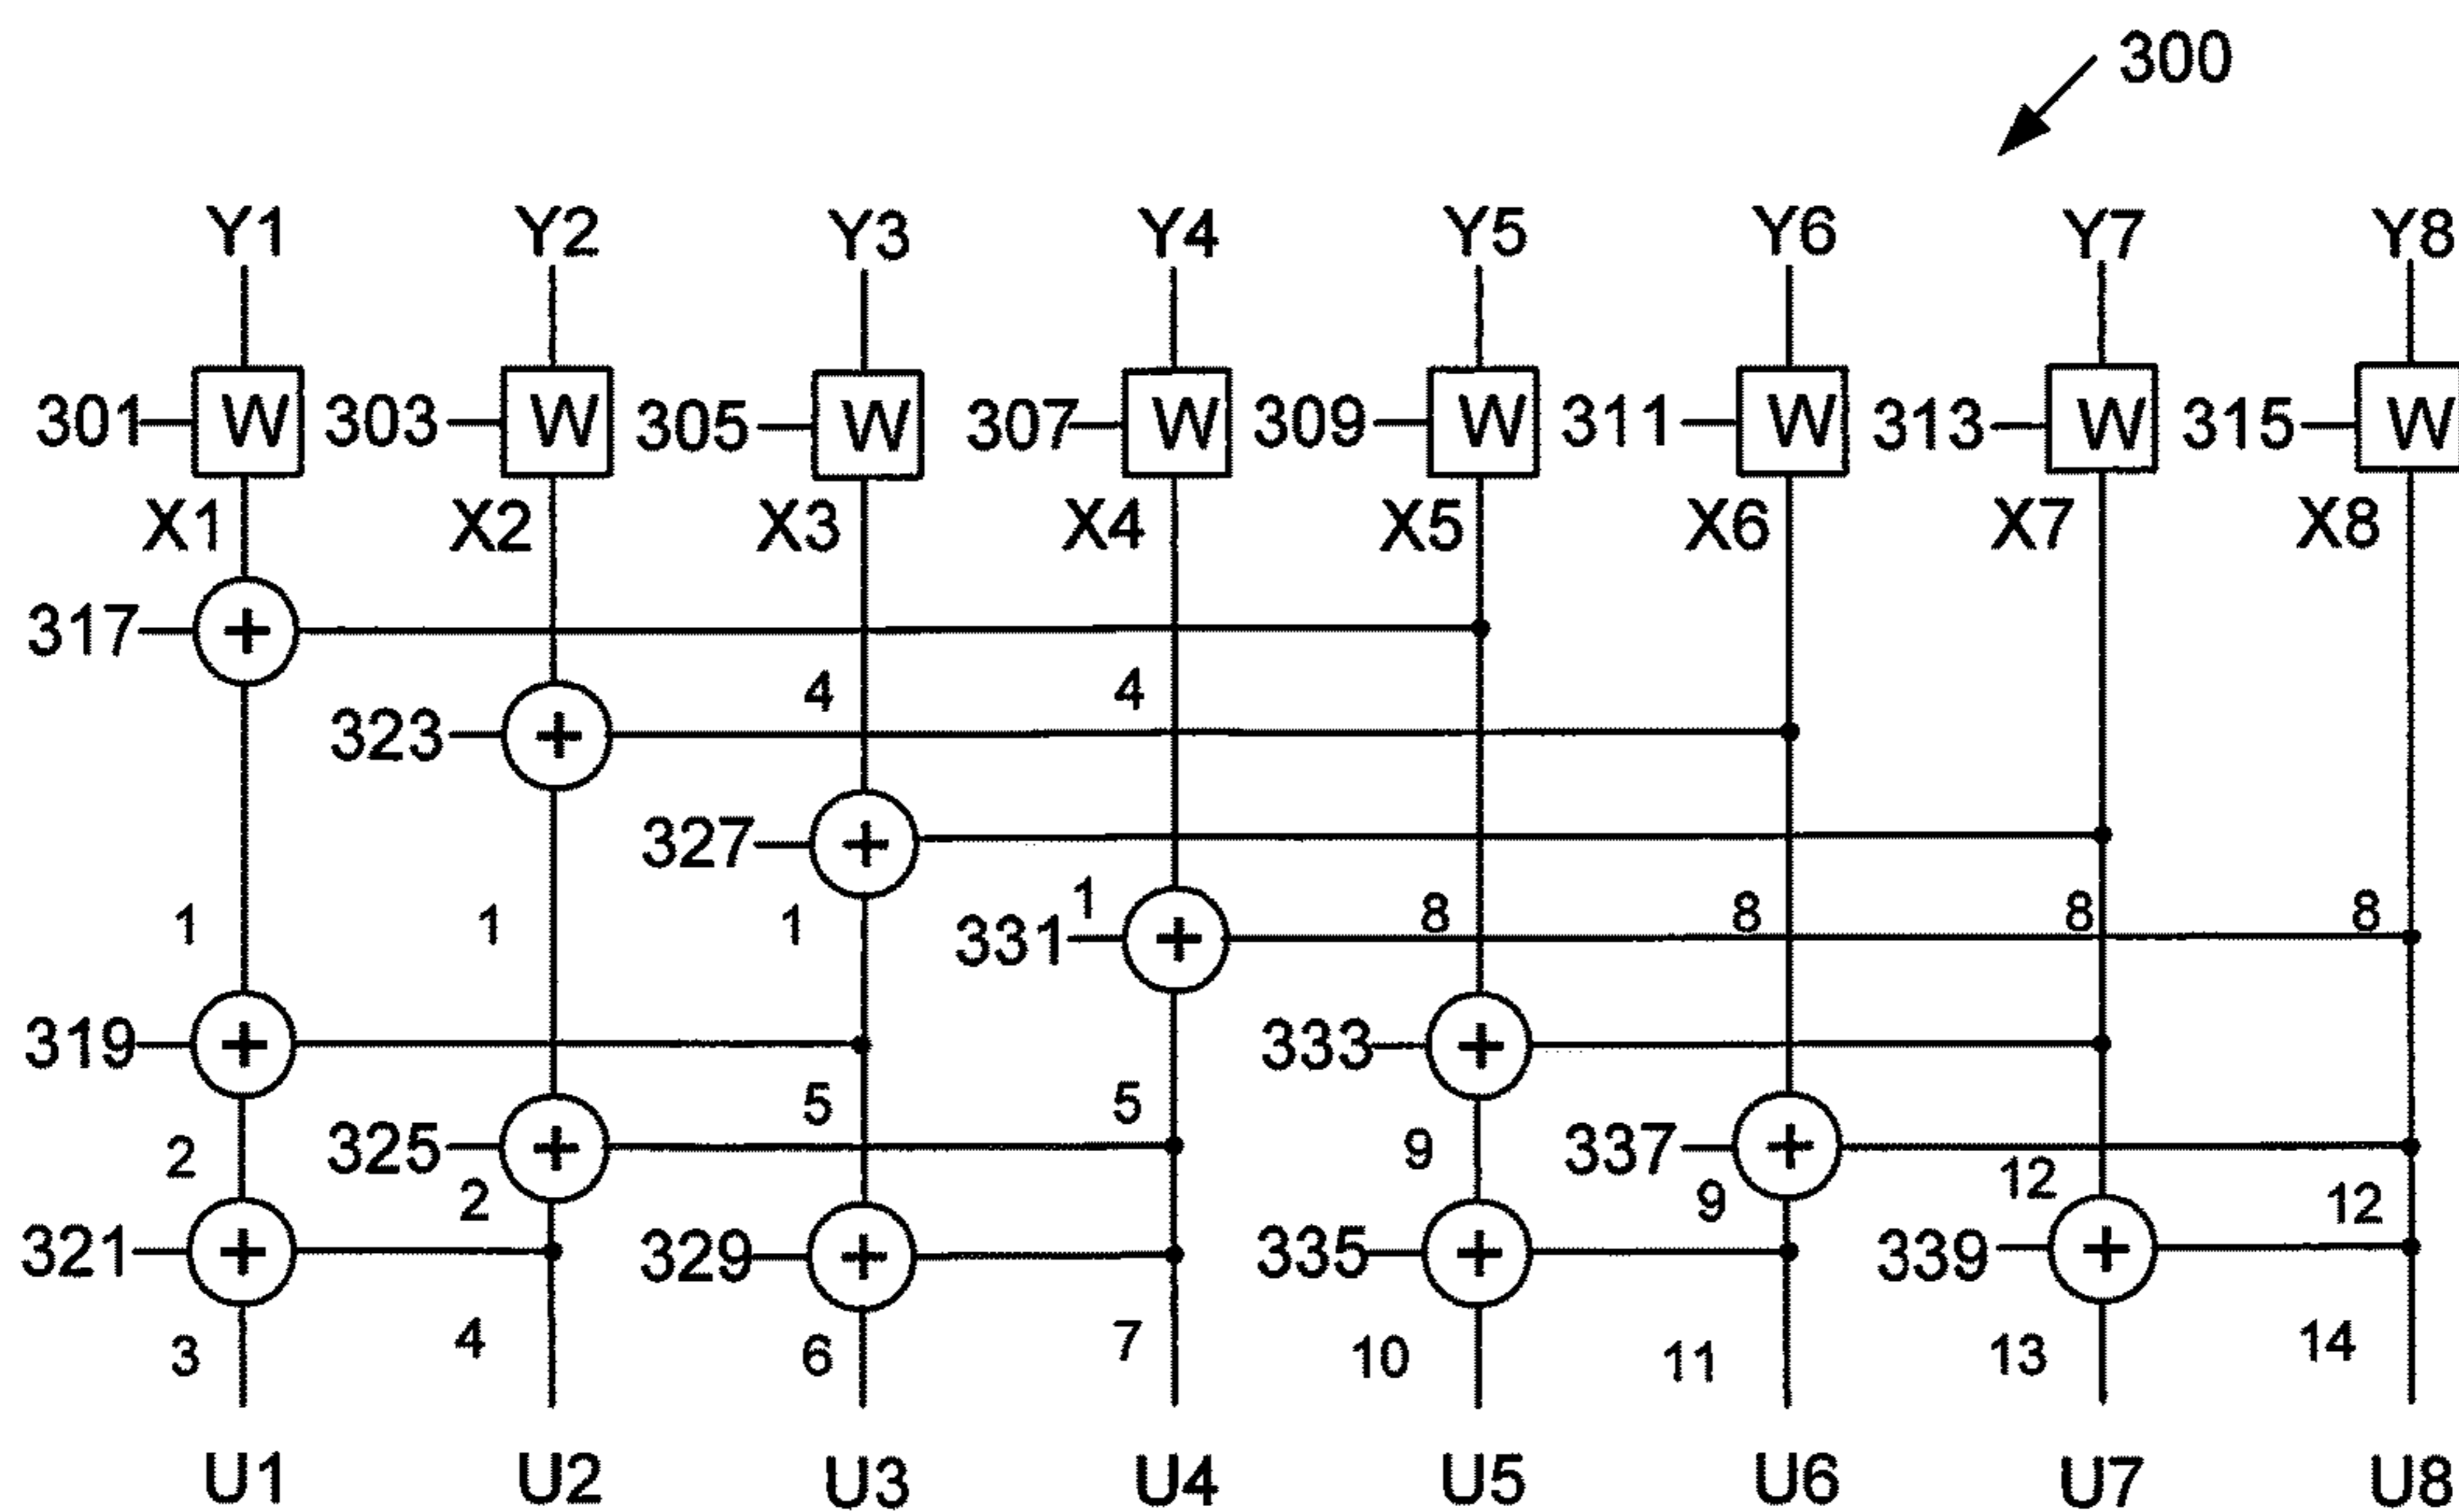 300
Y1 Y2 Y3 Y4 Y5 Y6 Y7 Y8
301 W 303 W 305 W 307 W 309 W 311 W 313 W 315 W
X1 X2 X3 X4 X5 X6 X7 X8
317 +
4 4
323 +
327 +
1 1 1 1 8 8 8 8
331 +
319 + 333 +
5 5
2 325 + 9 337 + 12 12
2 9
321 + 329 + 335 + 339 +
3 4 6 7 10 11 13 14
U1 U2 U3 U4 U5 U6 U7 U8